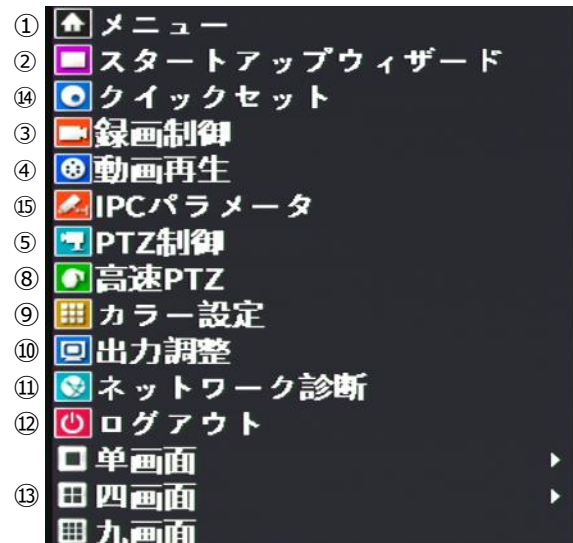 ① メニュー
② スタートアップウィザード
⑭ クイックセット
③ 録画制御
④ 動画再生
⑮ IPCパラメータ
⑤ PTZ制御
⑧ 高速PTZ
⑨ カラー設定
⑩ 出力調整
⑪ ネットワーク診断
⑫ ログアウト
单画面
⑬ 四画面
九画面